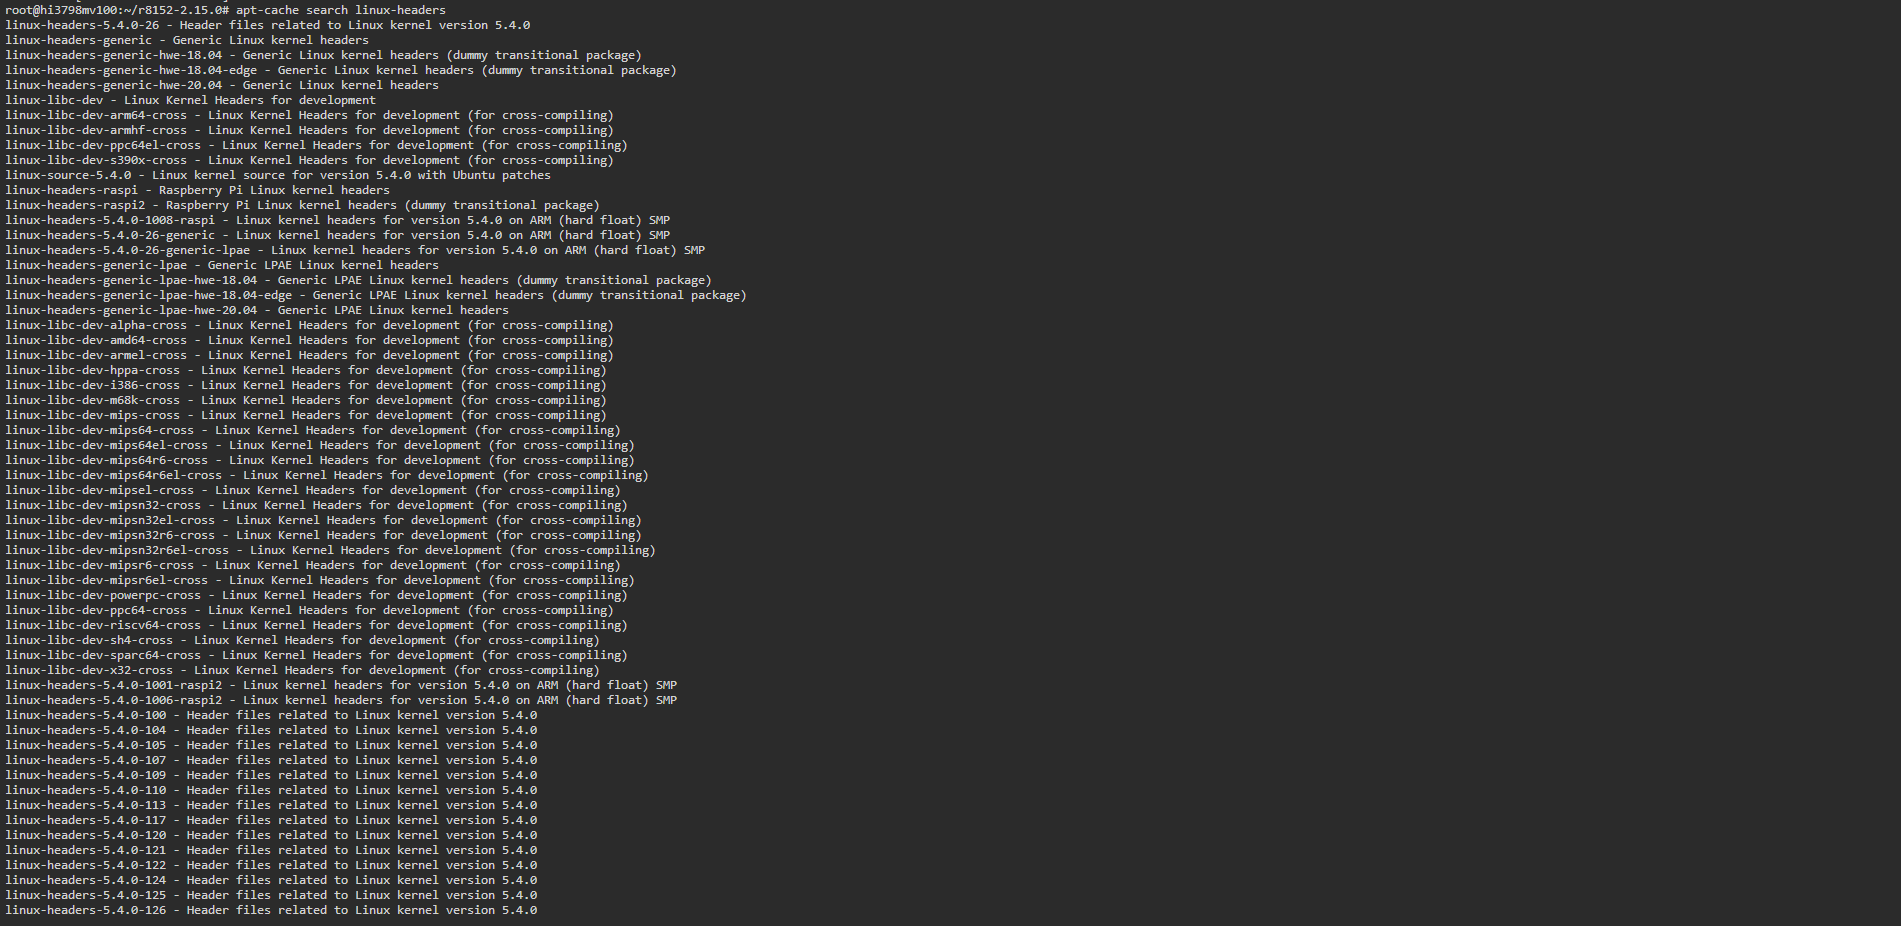 root@hi3798mv100:~/r8152-2.15.0# apt-cache search linux-headers
linux-headers-5.4.0-26 - Header files related to Linux kernel version 5.4.0
linux-headers-generic - Generic Linux kernel headers
linux-headers-generic-hwe-18.04 - Generic Linux kernel headers (dummy transitional package)
linux-headers-generic-hwe-18.04-edge - Generic Linux kernel headers (dummy transitional package)
linux-headers-generic-hwe-20.04 - Generic Linux kernel headers
linux-libc-dev - Linux Kernel Headers for development
linux-libc-dev-arm64-cross - Linux Kernel Headers for development (for cross-compiling)
linux-libc-dev-armhf-cross - Linux Kernel Headers for development (for cross-compiling)
linux-libc-dev-ppc64el-cross - Linux Kernel Headers for development (for cross-compiling)
linux-libc-dev-s390x-cross - Linux Kernel Headers for development (for cross-compiling)
linux-source-5.4.0 - Linux kernel source for version 5.4.0 with Ubuntu patches
linux-headers-raspi - Raspberry Pi Linux kernel headers
linux-headers-raspi2 - Raspberry Pi Linux kernel headers (dummy transitional package)
linux-headers-5.4.0-1008-raspi - Linux kernel headers for version 5.4.0 on ARM (hard float) SMP
linux-headers-5.4.0-26-generic - Linux kernel headers for version 5.4.0 on ARM (hard float) SMP
linux-headers-5.4.0-26-generic-lpae - Linux kernel headers for version 5.4.0 on ARM (hard float) SMP
linux-headers-generic-lpae - Generic LPAE Linux kernel headers
linux-headers-generic-lpae-hwe-18.04 - Generic LPAE Linux kernel headers (dummy transitional package)
linux-headers-generic-lpae-hwe-18.04-edge - Generic LPAE Linux kernel headers (dummy transitional package)
linux-headers-generic-lpae-hwe-20.04 - Generic LPAE Linux kernel headers
linux-libc-dev-alpha-cross - Linux Kernel Headers for development (for cross-compiling)
linux-libc-dev-amd64-cross - Linux Kernel Headers for development (for cross-compiling)
linux-libc-dev-armel-cross - Linux Kernel Headers for development (for cross-compiling)
linux-libc-dev-hppa-cross - Linux Kernel Headers for development (for cross-compiling)
linux-libc-dev-i386-cross - Linux Kernel Headers for development (for cross-compiling)
linux-libc-dev-m68k-cross - Linux Kernel Headers for development (for cross-compiling)
linux-libc-dev-mips-cross - Linux Kernel Headers for development (for cross-compiling)
linux-libc-dev-mips64-cross - Linux Kernel Headers for development (for cross-compiling)
linux-libc-dev-mips64el-cross - Linux Kernel Headers for development (for cross-compiling)
linux-libc-dev-mips64r6-cross - Linux Kernel Headers for development (for cross-compiling)
linux-libc-dev-mips64r6el-cross - Linux Kernel Headers for development (for cross-compiling)
linux-libc-dev-mipsel-cross - Linux Kernel Headers for development (for cross-compiling)
linux-libc-dev-mipsn32-cross - Linux Kernel Headers for development (for cross-compiling)
linux-libc-dev-mipsn32el-cross - Linux Kernel Headers for development (for cross-compiling)
linux-libc-dev-mipsn32r6-cross - Linux Kernel Headers for development (for cross-compiling)
linux-libc-dev-mipsn32r6el-cross - Linux Kernel Headers for development (for cross-compiling)
linux-libc-dev-mipsr6-cross - Linux Kernel Headers for development (for cross-compiling)
linux-libc-dev-mipsr6el-cross - Linux Kernel Headers for development (for cross-compiling)
linux-libc-dev-powerpc-cross - Linux Kernel Headers for development (for cross-compiling)
linux-libc-dev-ppc64-cross - Linux Kernel Headers for development (for cross-compiling)
linux-libc-dev-riscv64-cross - Linux Kernel Headers for development (for cross-compiling)
linux-libc-dev-sh4-cross - Linux Kernel Headers for development (for cross-compiling)
linux-libc-dev-sparc64-cross - Linux Kernel Headers for development (for cross-compiling)
linux-libc-dev-x32-cross - Linux Kernel Headers for development (for cross-compiling)
linux-headers-5.4.0-1001-raspi2 - Linux kernel headers for version 5.4.0 on ARM (hard float) SMP
linux-headers-5.4.0-1006-raspi2 - Linux kernel headers for version 5.4.0 on ARM (hard float) SMP
linux-headers-5.4.0-100 - Header files related to Linux kernel version 5.4.0
linux-headers-5.4.0-104 - Header files related to Linux kernel version 5.4.0
linux-headers-5.4.0-105 - Header files related to Linux kernel version 5.4.0
linux-headers-5.4.0-107 - Header files related to Linux kernel version 5.4.0
linux-headers-5.4.0-109 - Header files related to Linux kernel version 5.4.0
linux-headers-5.4.0-110 - Header files related to Linux kernel version 5.4.0
linux-headers-5.4.0-113 - Header files related to Linux kernel version 5.4.0
linux-headers-5.4.0-117 - Header files related to Linux kernel version 5.4.0
linux-headers-5.4.0-120 - Header files related to Linux kernel version 5.4.0
linux-headers-5.4.0-121 - Header files related to Linux kernel version 5.4.0
linux-headers-5.4.0-122 - Header files related to Linux kernel version 5.4.0
linux-headers-5.4.0-124 - Header files related to Linux kernel version 5.4.0
linux-headers-5.4.0-125 - Header files related to Linux kernel version 5.4.0
linux-headers-5.4.0-126 - Header files related to Linux kernel version 5.4.0